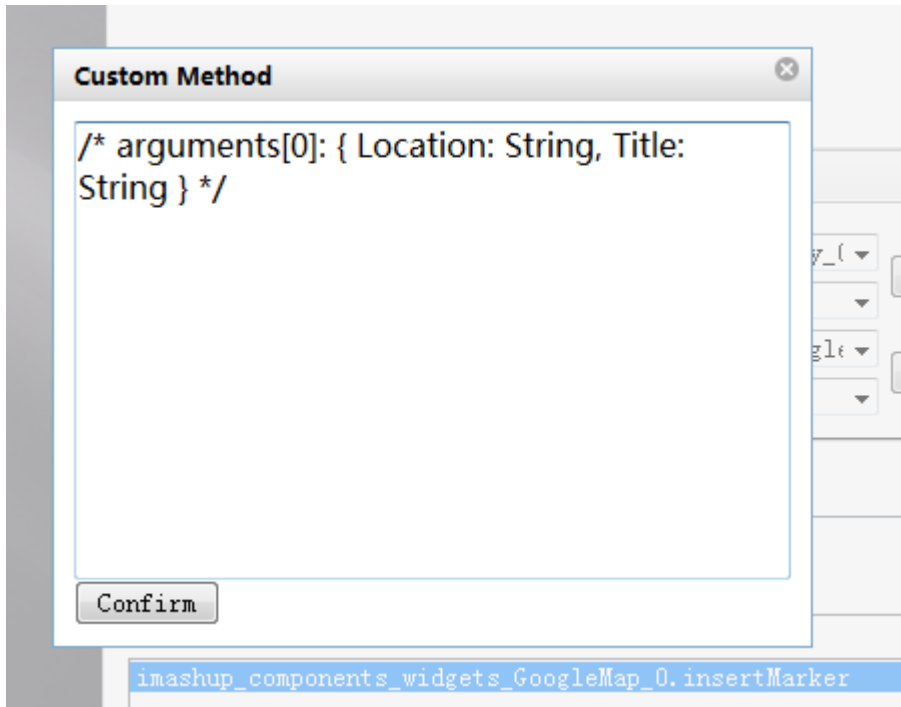 Custom Method
/* arguments[0]: { Location: String, Title:
String } */
Confirm
imashup_components_widgets_GoogleMap_0.insertMarker